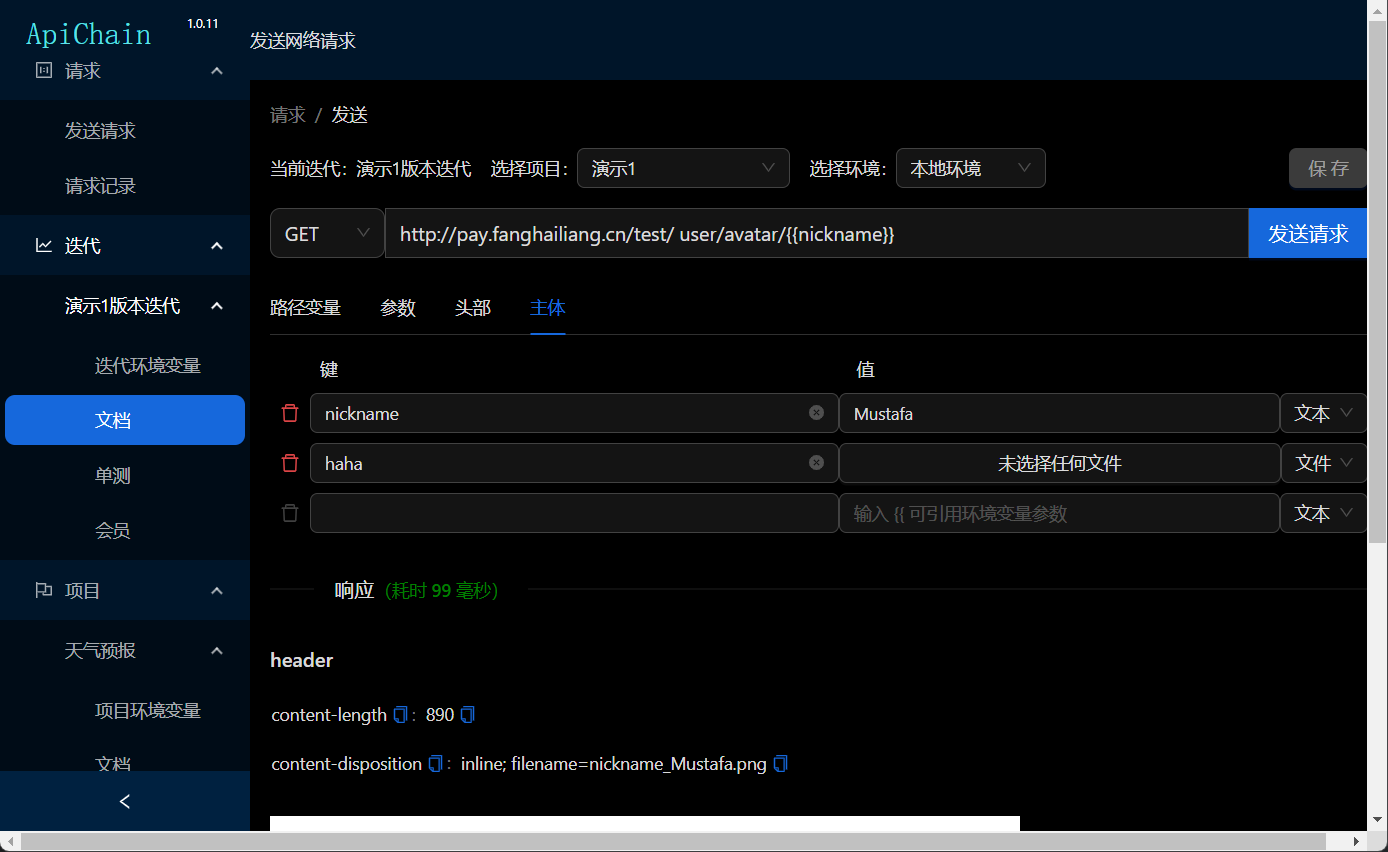 ApiChain 1.0.11
请求
发送请求
请求记录
迭代
演示1版本迭代
迭代环境变量
文档
单测
会员
项目
天气预报
项目环境变量
文档
发送网络请求
请求 / 发送
当前迭代: 演示1版本迭代 选择项目: 演示1 选择环境: 本地环境 保存
GET http://pay.fanghailiang.cn/test/ user/avatar/{{nickname}} 发送请求
路径变量 参数 头部 主体
键 值
nickname Mustafa 文本
haha 未选择任何文件 文件
输入 {{ 可引用环境变量参数 文本
响应 (耗时 99 毫秒)
header
content-length : 890
content-disposition : inline; filename=nickname_Mustafa.png